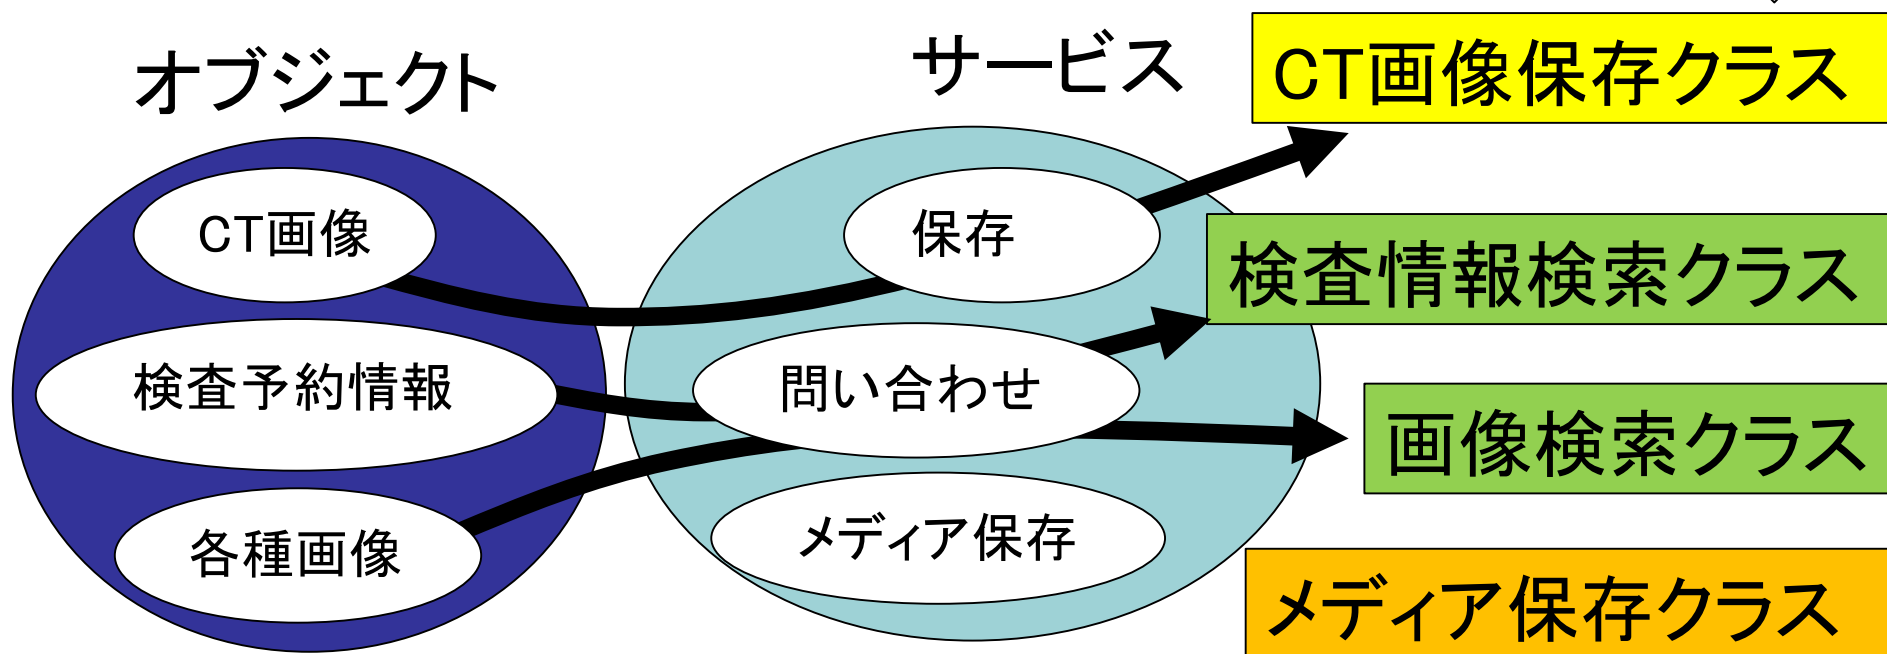 オブジェクト
サービス
CT画像保存クラス
CT画像
保存
検査情報検索クラス
検査予約情報
問い合わせ
画像検索クラス
各種画像
メディア保存
メディア保存クラス